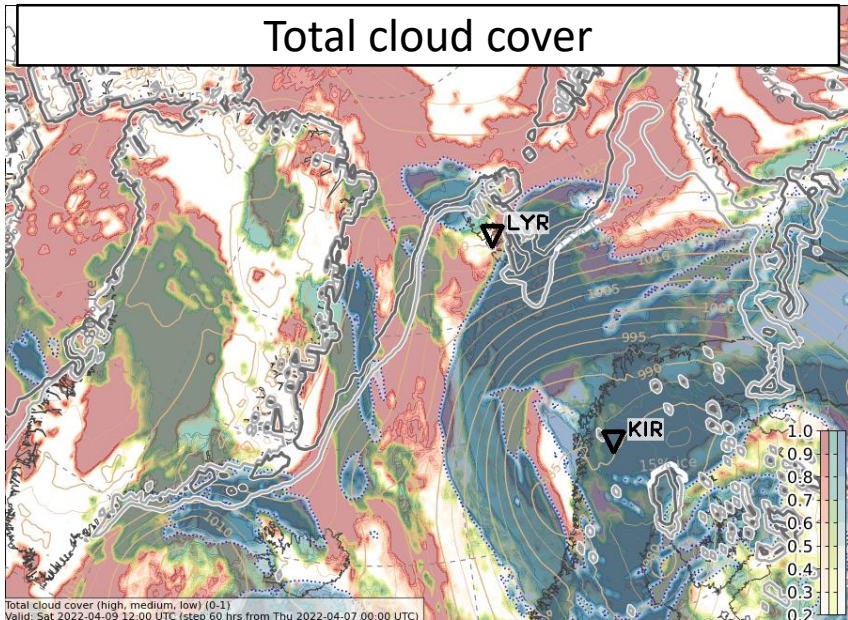 Total cloud cover
1020
1025
LYR
1010
1005
1000
995
990
KIR
15% ice
1010
1.0
0.9
0.8
0.7
0.6
0.5
0.4
0.3
0.2
Total cloud cover (high, medium, low) (0-1)
Valid: Sat 2022-04-09 12:00 UTC (step 60 hrs from Thu 2022-04-07 00:00 UTC)